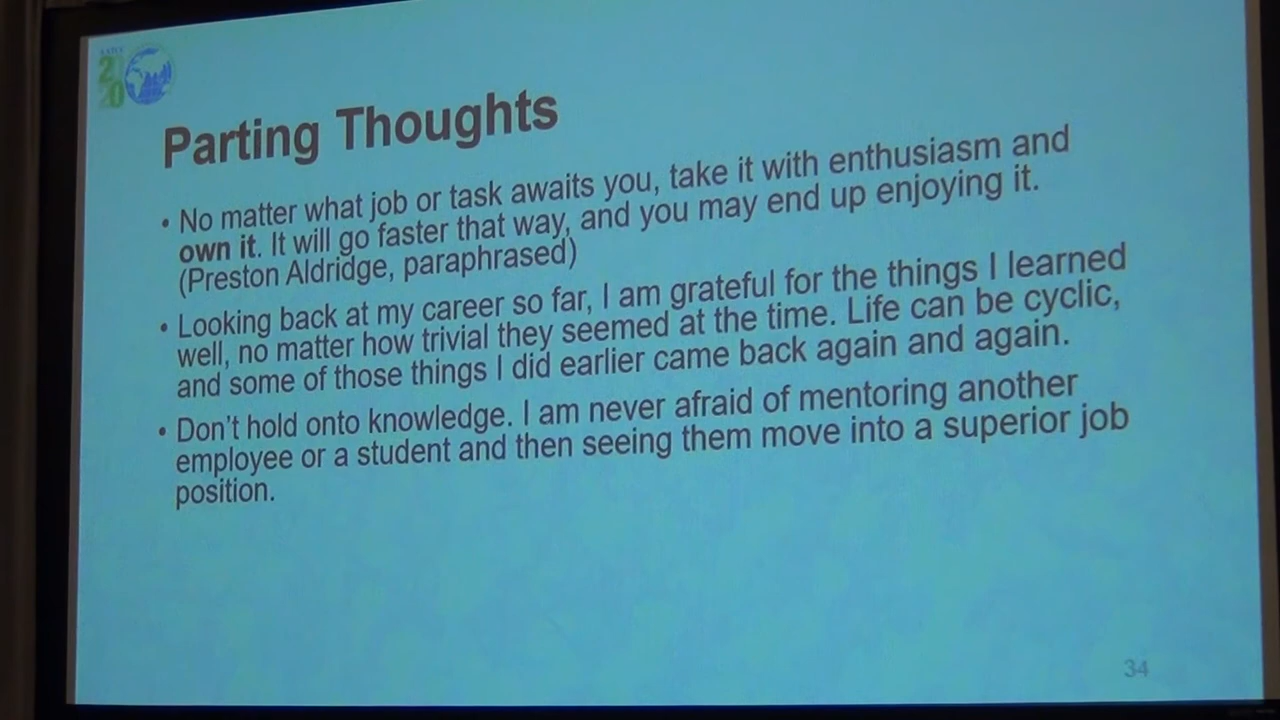 20
20
Parting Thoughts
• No matter what job or task awaits you, take it with enthusiasm and
own it. It will go faster that way, and you may end up enjoying it.
(Preston Aldridge, paraphrased)
• Looking back at my career so far, I am grateful for the things I learned
well, no matter how trivial they seemed at the time. Life can be cyclic,
and some of those things I did earlier came back again and again.
• Don't hold onto knowledge. I am never afraid of mentoring another
employee or a student and then seeing them move into a superior job
position.
34